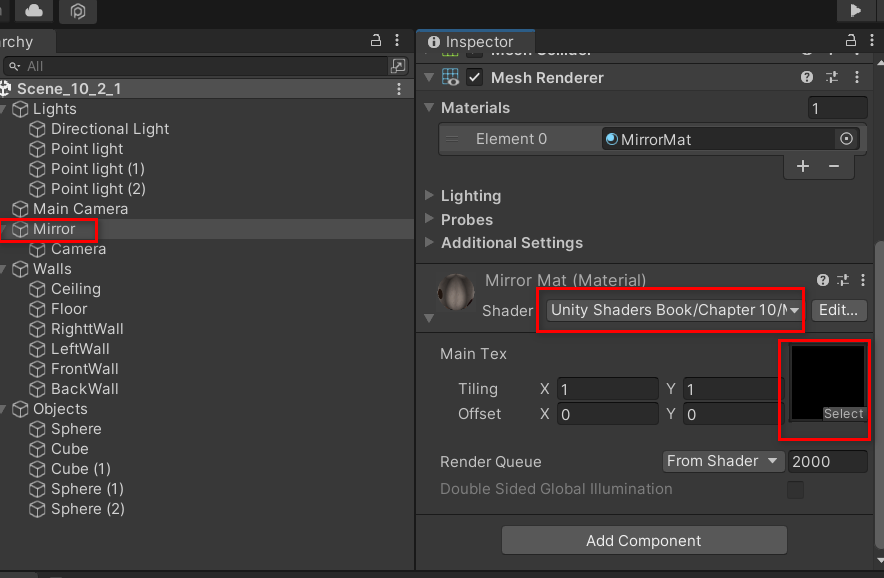 archy
Inspector
All
Mesh Collider
Scene_10_2_1
Mesh Renderer
Lights
Materials
1
Directional Light
Element 0
MirrorMat
Point light
Point light (1)
Point light (2)
Lighting
Main Camera
Probes
Mirror
Additional Settings
Camera
Walls
Mirror Mat (Material)
Ceiling
Shader
Unity Shaders Book/Chapter 10/M
Edit...
Floor
RighttWall
LeftWall
Main Tex
FrontWall
Tiling
X
1
Y
1
BackWall
Offset
X
0
Y
0
Select
Objects
Sphere
Cube
Render Queue
From Shader
2000
Cube (1)
Double Sided Global Illumination
Sphere (1)
Sphere (2)
Add Component